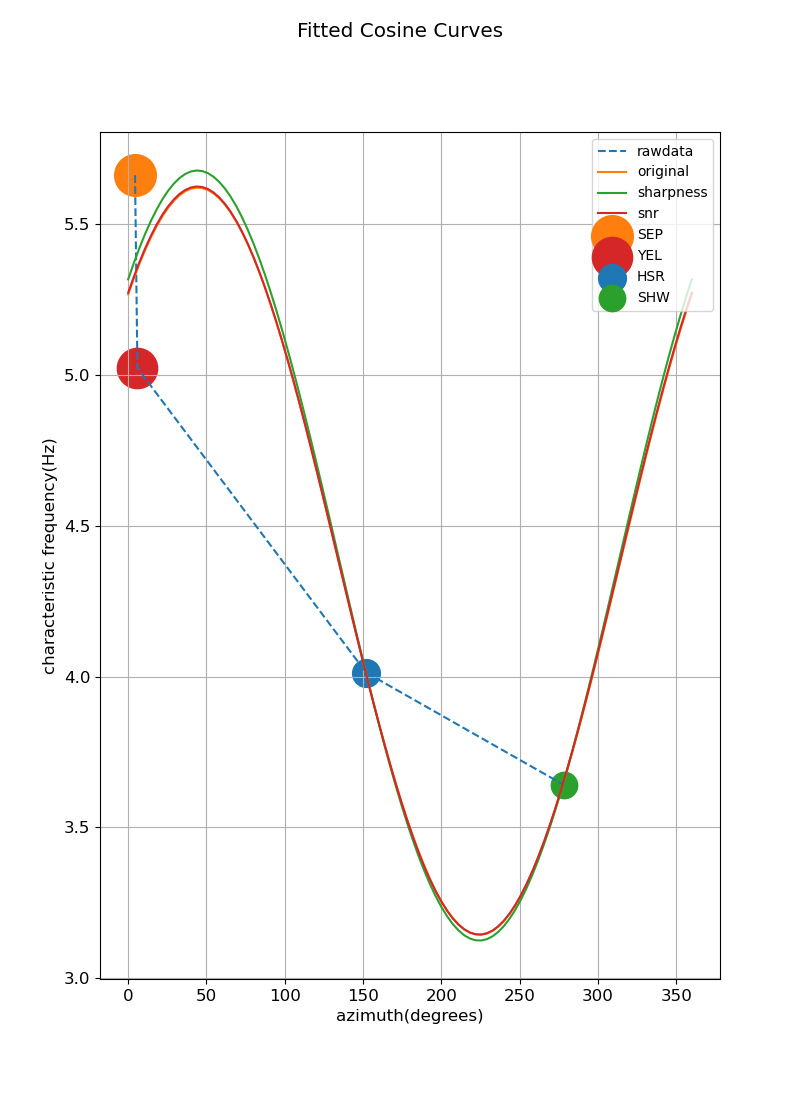 Fitted Cosine Curves
rawdata
original
sharpness
snr
SEP
YEL
HSR
SHW
5.5
5.0
4.5
4.0
3.5
3.0
characteristic frequency(Hz)
0 50 100 150 200 250 300 350
azimuth(degrees)